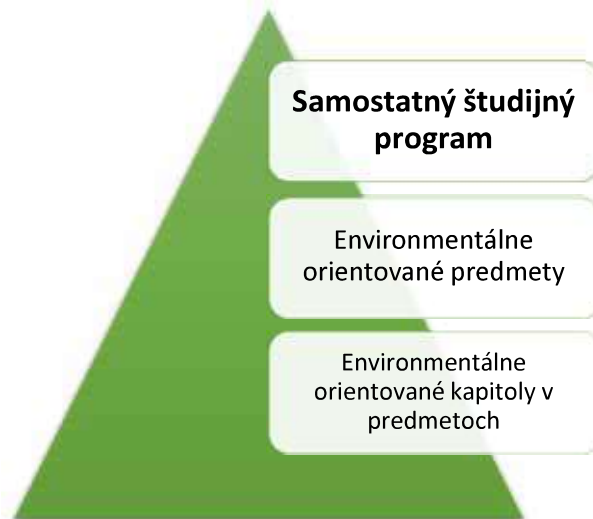 Samostatný študijný
program
Environmentálne
orientované predmety
Environmentálne
orientované kapitoly v
predmetoch